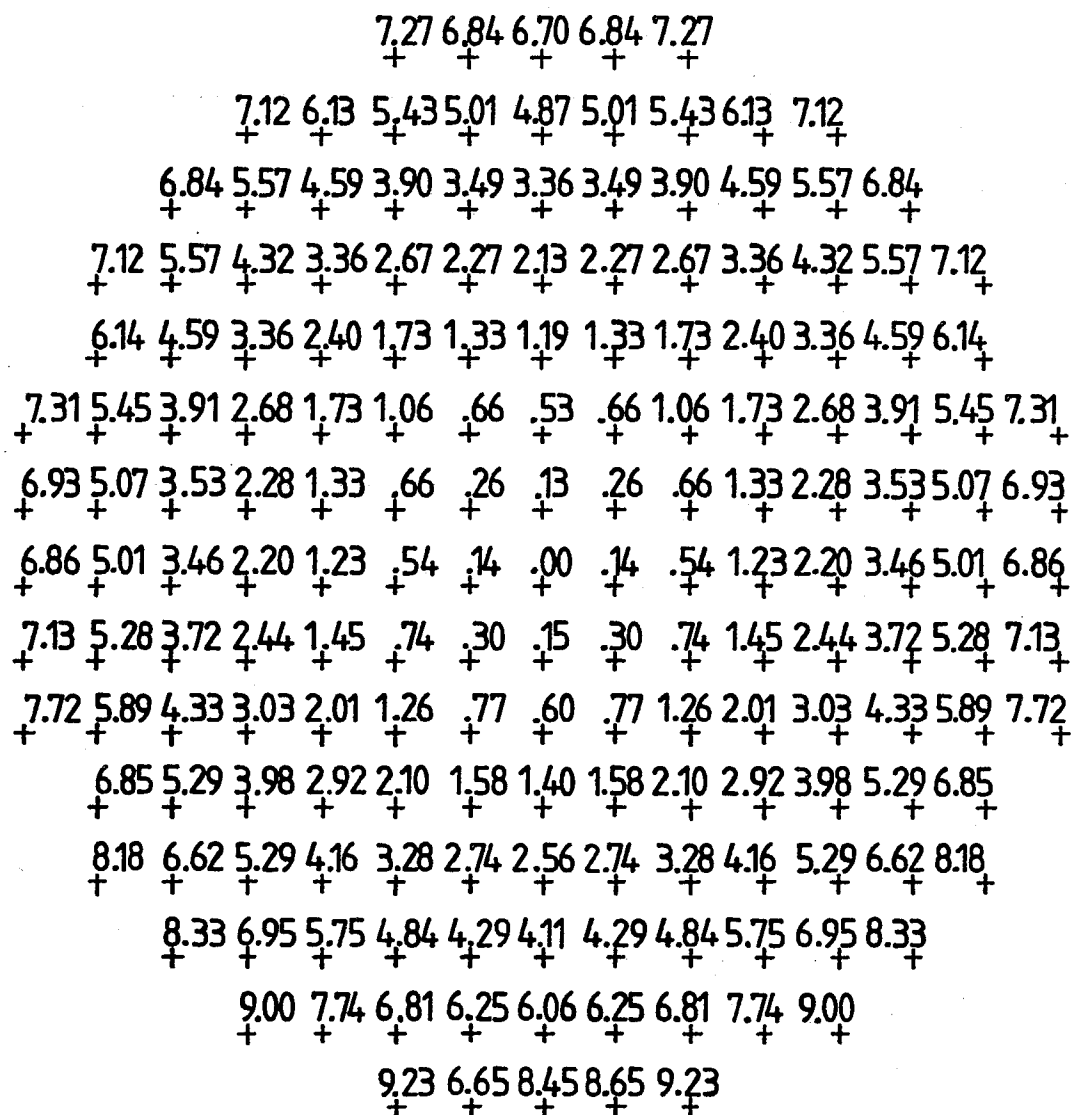 7.27 6.84 6.70 6.84 7.27
7.12 6.13 5.43 5.01 4.87 5.01 5.43 6.13 7.12
6.84 5.57 4.59 3.90 3.49 3.36 3.49 3.90 4.59 5.57 6.84
7.12 5.57 4.32 3.36 2.67 2.27 2.13 2.27 2.67 3.36 4.32 5.57 7.12
6.14 4.59 3.36 2.40 1.73 1.33 1.19 1.33 1.73 2.40 3.36 4.59 6.14
7.31 5.45 3.91 2.68 1.73 1.06 .66 .53 .66 1.06 1.73 2.68 3.91 5.45 7.31
6.93 5.07 3.53 2.28 1.33 .66 .26 .13 .26 .66 1.33 2.28 3.53 5.07 6.93
6.86 5.01 3.46 2.20 1.23 .54 .14 .00 .14 .54 1.23 2.20 3.46 5.01 6.86
7.13 5.28 3.72 2.44 1.45 .74 .30 .15 .30 .74 1.45 2.44 3.72 5.28 7.13
7.72 5.89 4.33 3.03 2.01 1.26 .77 .60 .77 1.26 2.01 3.03 4.33 5.89 7.72
6.85 5.29 3.98 2.92 2.10 1.58 1.40 1.58 2.10 2.92 3.98 5.29 6.85
8.18 6.62 5.29 4.16 3.28 2.74 2.56 2.74 3.28 4.16 5.29 6.62 8.18
8.33 6.95 5.75 4.84 4.29 4.11 4.29 4.84 5.75 6.95 8.33
9.00 7.74 6.81 6.25 6.06 6.25 6.81 7.74 9.00
9.23 6.65 8.45 8.65 9.23